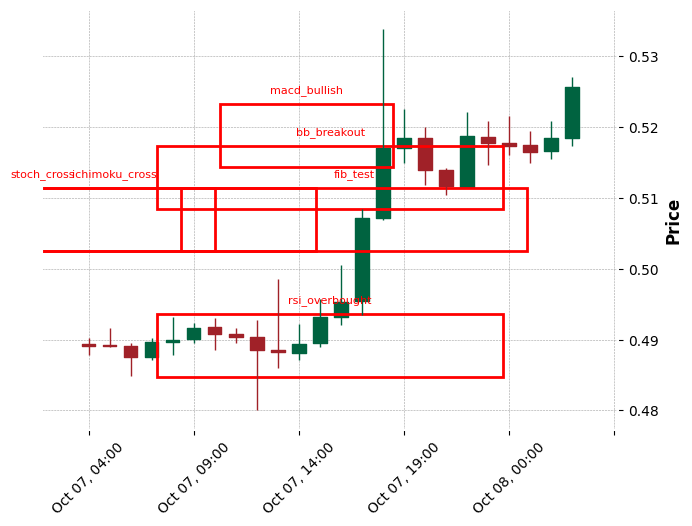 0.53
macd_bullish
0.52
bb_breakout
stoch_cross
ichimoku_cross
fib_test
0.51
0.50
rsi_overbought
0.49
0.48
Price
Oct 07, 04:00
Oct 07, 09:00
Oct 07, 14:00
Oct 07, 19:00
Oct 08, 00:00